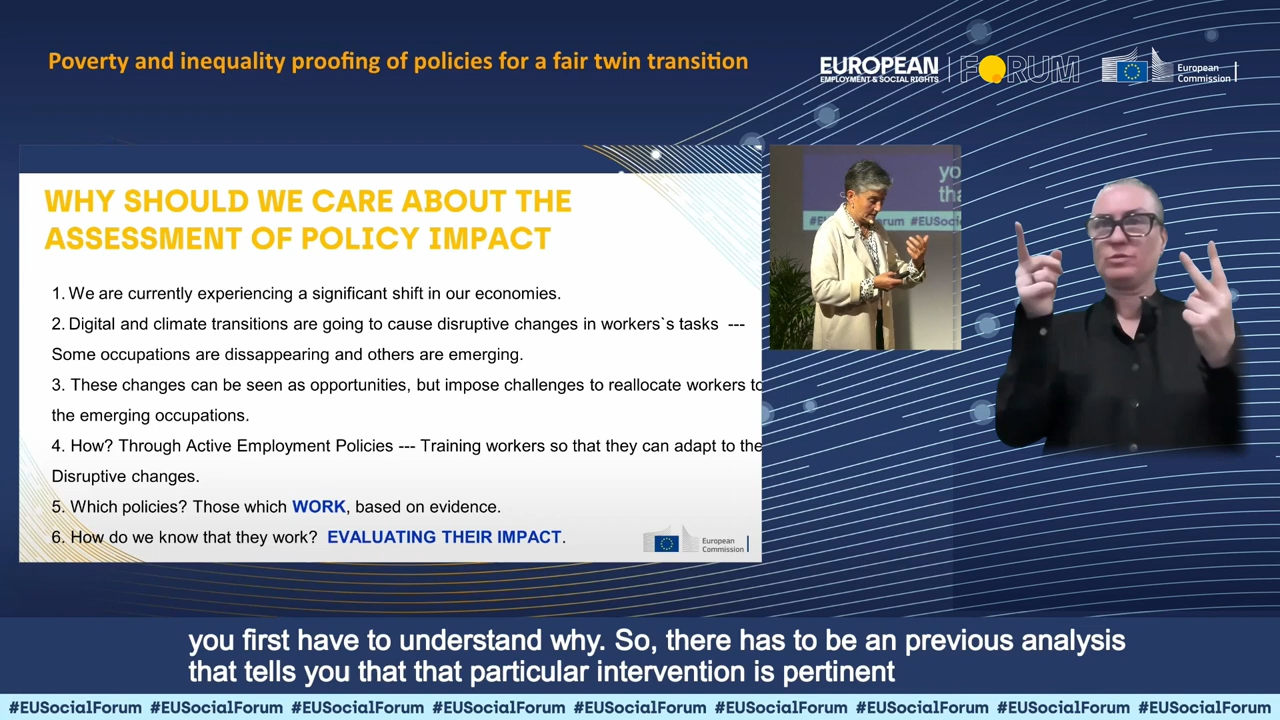 Poverty and inequality proofing of policies for a fair twin transition
EUROPEAN
EMPLOYMENT & SOCIAL RIGHTS
FORUM
European
Commission
WHY SHOULD WE CARE ABOUT THE
ASSESSMENT OF POLICY IMPACT
1. We are currently experiencing a significant shift in our economies.
2. Digital and climate transitions are going to cause disruptive changes in workers`s tasks ---
Some occupations are dissappearing and others are emerging.
3. These changes can be seen as opportunities, but impose challenges to reallocate workers to
the emerging occupations.
4. How? Through Active Employment Policies --- Training workers so that they can adapt to the
Disruptive changes.
5. Which policies? Those which WORK, based on evidence.
6. How do we know that they work? EVALUATING THEIR IMPACT.
European
Commission
yo
tha
#EU rum #EUSoci
you first have to understand why. So, there has to be an previous analysis
that tells you that that particular intervention is pertinent
#EUSocialForum #EUSocialForum #EUSocialForum #EUSocialForum #EUSocialForum #EUSocialForum #EUSocialForum #EUSocialForum #EUSocialForum